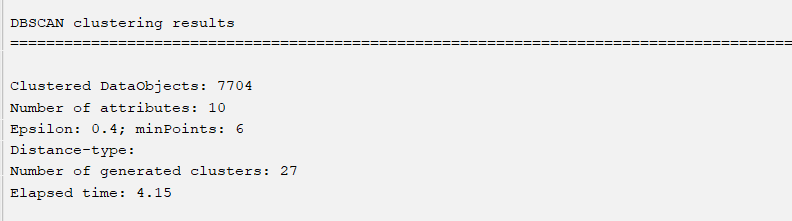 DBSCAN clustering results
========================================================================================
Clustered DataObjects: 7704
Number of attributes: 10
Epsilon: 0.4; minPoints: 6
Distance-type:
Number of generated clusters: 27
Elapsed time: 4.15